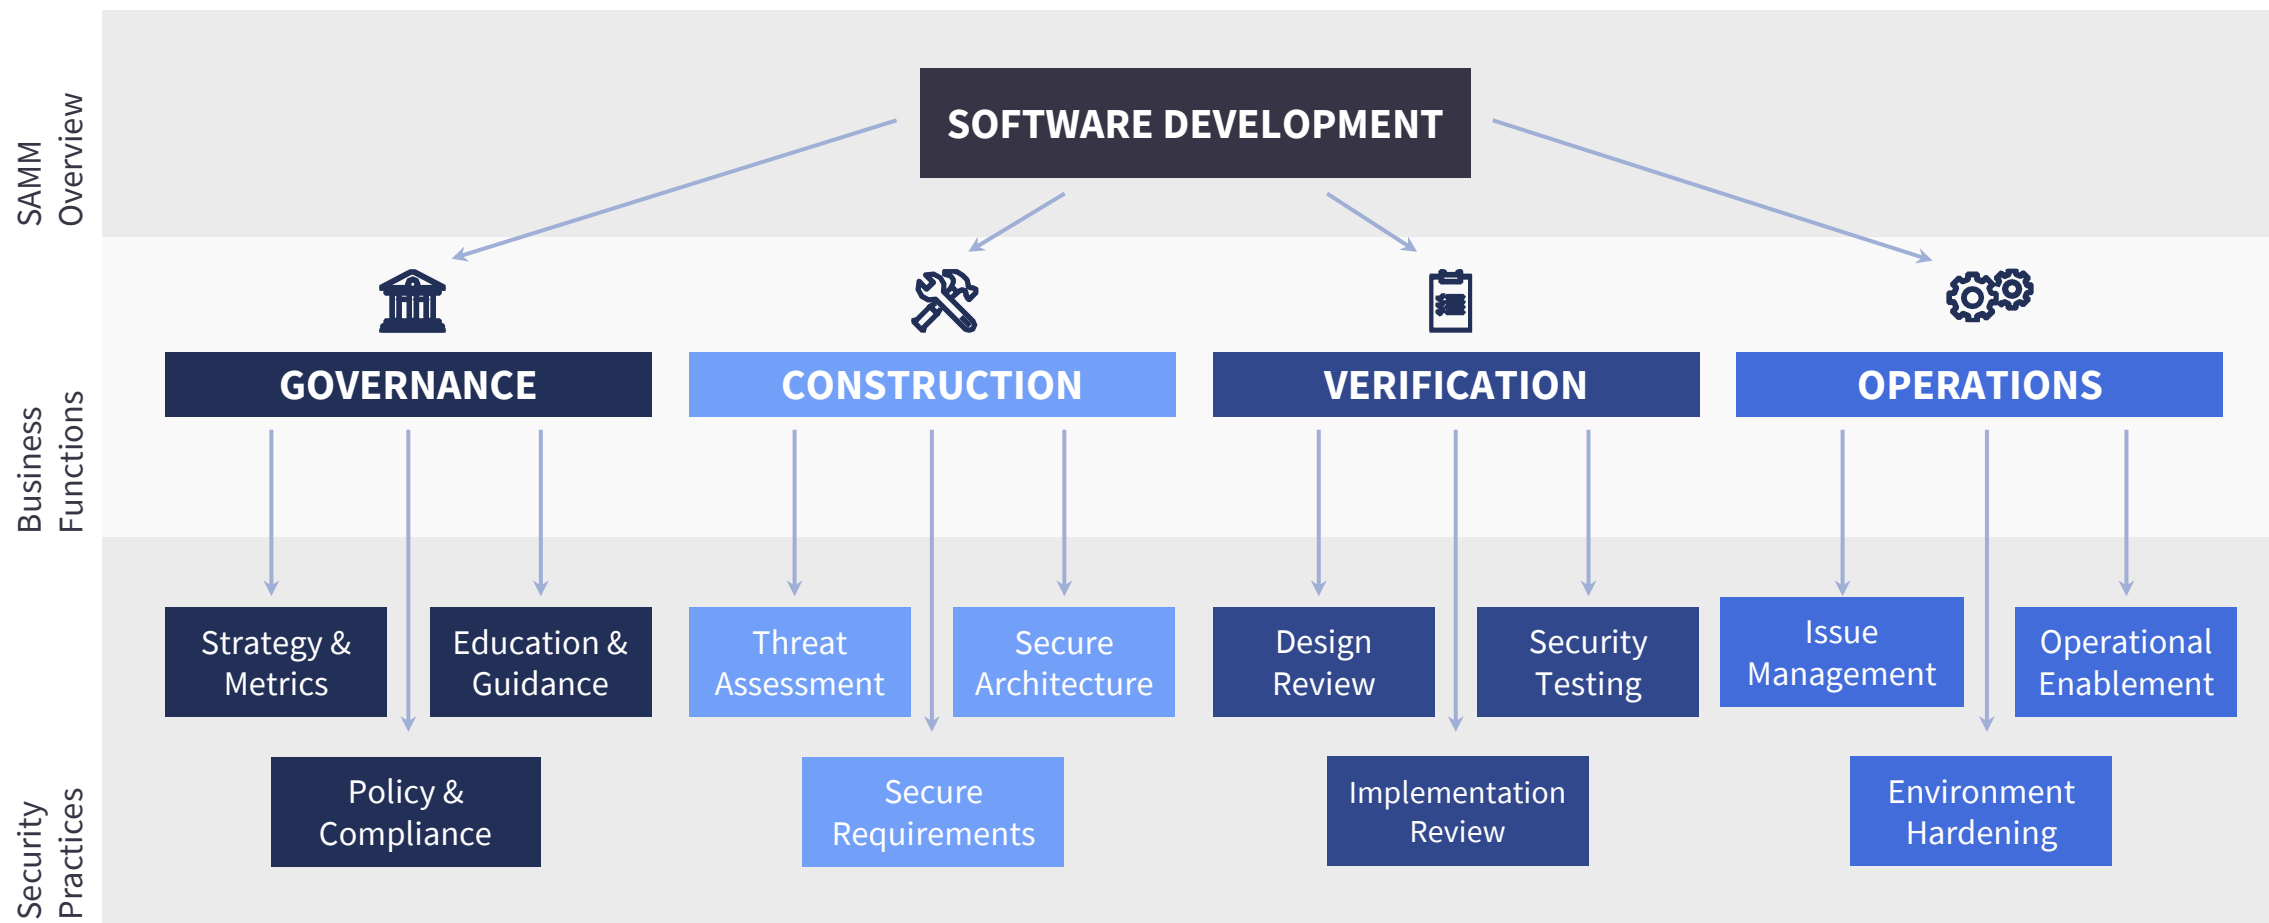 SAMM
Overview
SOFTWARE DEVELOPMENT
Business
Functions
GOVERNANCE
CONSTRUCTION
VERIFICATION
OPERATIONS
Security
Practices
Strategy &
Metrics
Education &
Guidance
Policy &
Compliance
Threat
Assessment
Secure
Architecture
Secure
Requirements
Design
Review
Security
Testing
Implementation
Review
Issue
Management
Operational
Enablement
Environment
Hardening